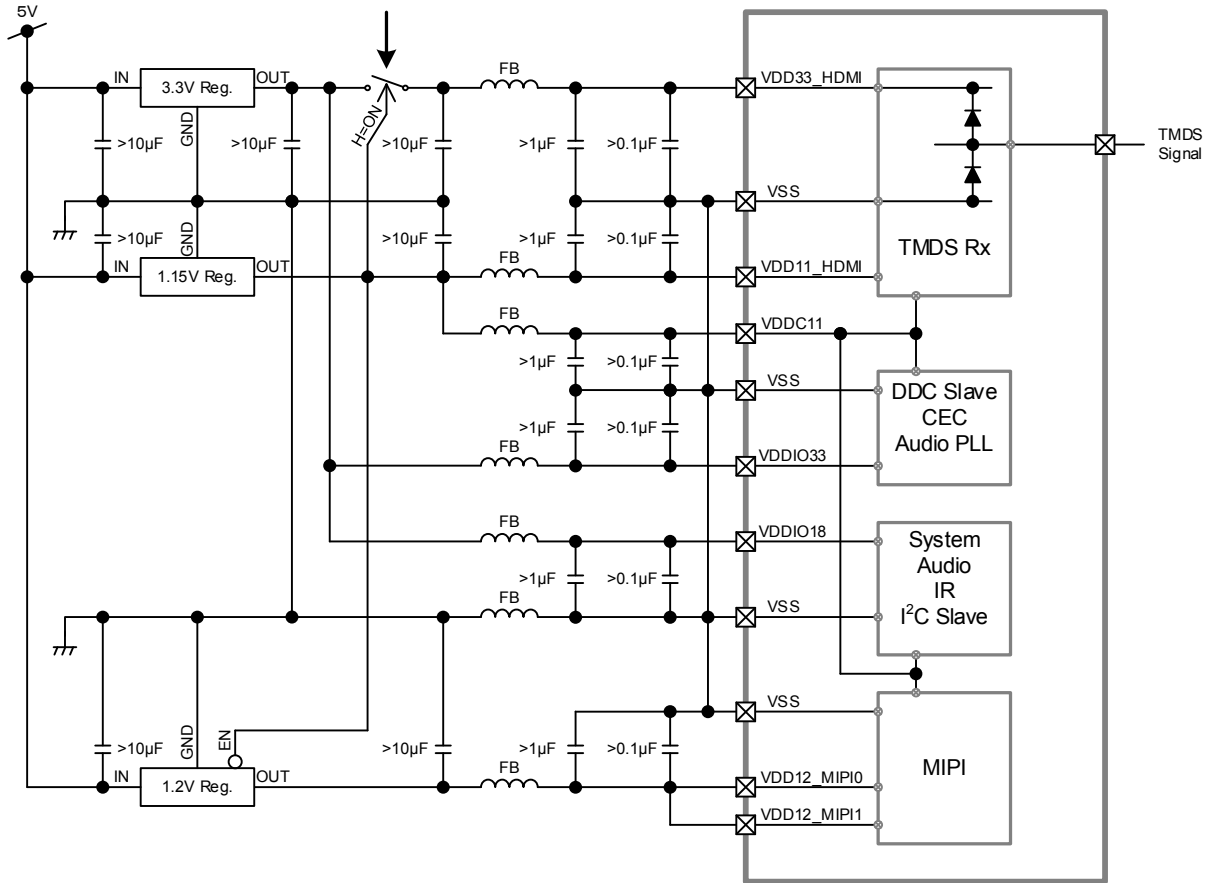 5V
IN
3.3V Reg.
OUT
FB
VDD33_HDMI
>10µF
GND
>10µF
H=ON
>10µF
>1µF
>0.1µF
TMDS
Signal
VSS
>10µF
GND
>10µF
>1µF
>0.1µF
TMDS Rx
IN
1.15V Reg.
OUT
FB
VDD11_HDMI
FB
VDDC11
>1µF
>0.1µF
VSS
DDC Slave
CEC
Audio PLL
>1µF
>0.1µF
FB
VDDIO33
FB
VDDIO18
System
Audio
IR
I²C Slave
>1µF
>0.1µF
FB
VSS
VSS
>10µF
GND
EN
>10µF
>1µF
>0.1µF
MIPI
IN
1.2V Reg.
OUT
FB
VDD12_MIPI0
VDD12_MIPI1